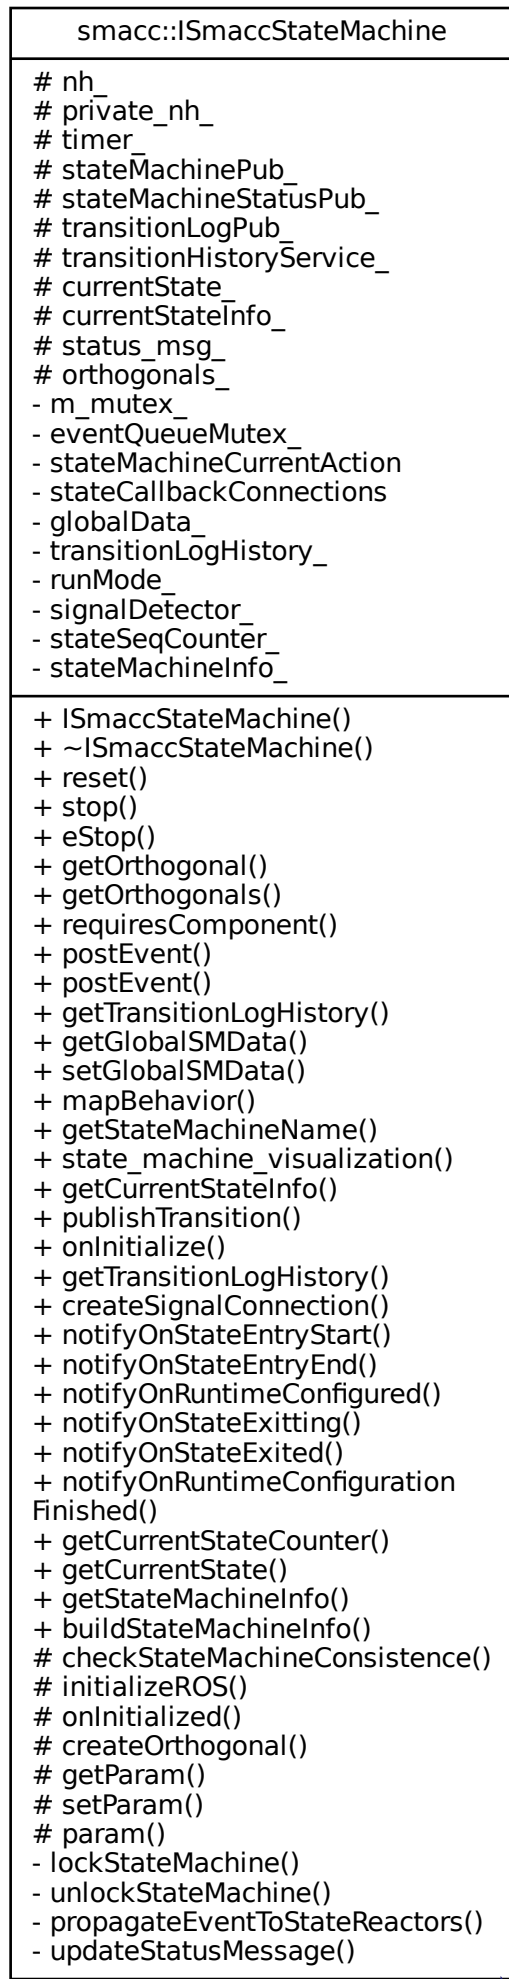 smacc::ISmaccStateMachine
# nh_
# private_nh_
# timer_
# stateMachinePub_
# stateMachineStatusPub_
# transitionLogPub_
# transitionHistoryService_
# currentState_
# currentStateInfo_
# status_msg_
# orthogonals_
- m_mutex_
- eventQueueMutex_
- stateMachineCurrentAction
- stateCallbackConnections
- globalData_
- transitionLogHistory_
- runMode_
- signalDetector_
- stateSeqCounter_
- stateMachineInfo_
+ ISmaccStateMachine()
+ ~ISmaccStateMachine()
+ reset()
+ stop()
+ eStop()
+ getOrthogonal()
+ getOrthogonals()
+ requiresComponent()
+ postEvent()
+ postEvent()
+ getTransitionLogHistory()
+ getGlobalSMData()
+ setGlobalSMData()
+ mapBehavior()
+ getStateMachineName()
+ state_machine_visualization()
+ getCurrentStateInfo()
+ publishTransition()
+ onInitialize()
+ getTransitionLogHistory()
+ createSignalConnection()
+ notifyOnStateEntryStart()
+ notifyOnStateEntryEnd()
+ notifyOnRuntimeConfigured()
+ notifyOnStateExitting()
+ notifyOnStateExited()
+ notifyOnRuntimeConfiguration
Finished()
+ getCurrentStateCounter()
+ getCurrentState()
+ getStateMachineInfo()
+ buildStateMachineInfo()
# checkStateMachineConsistence()
# initializeROS()
# onInitialized()
# createOrthogonal()
# getParam()
# setParam()
# param()
- lockStateMachine()
- unlockStateMachine()
- propagateEventToStateReactors()
- updateStatusMessage()